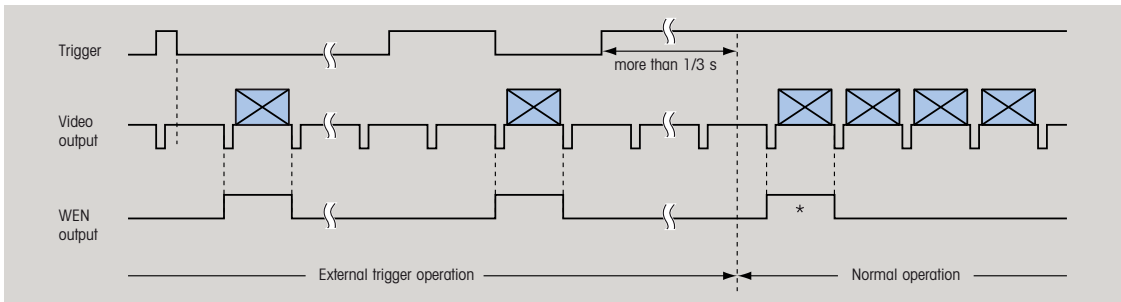 Trigger
more than 1/3 s
Video
output
WEN
output
*
External trigger operation
Normal operation